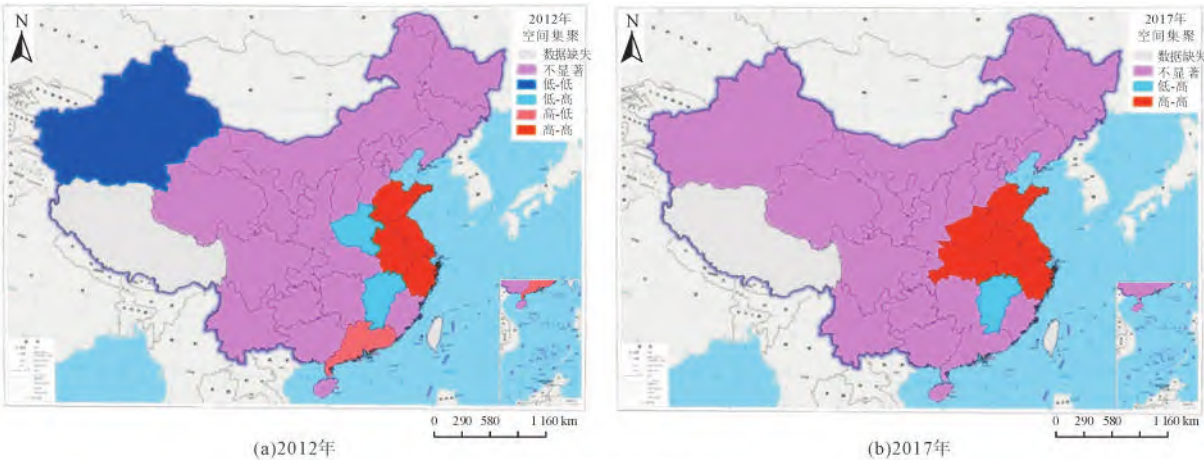 N
2012年
空间集聚
数据缺失
不显著
低-低
低-高
高-低
高-高
0 290 580 1 160 km
(a)2012年
N
2017年
空间集聚
数据缺失
不显著
低-高
高-高
0 290 580 1 160 km
(b)2017年